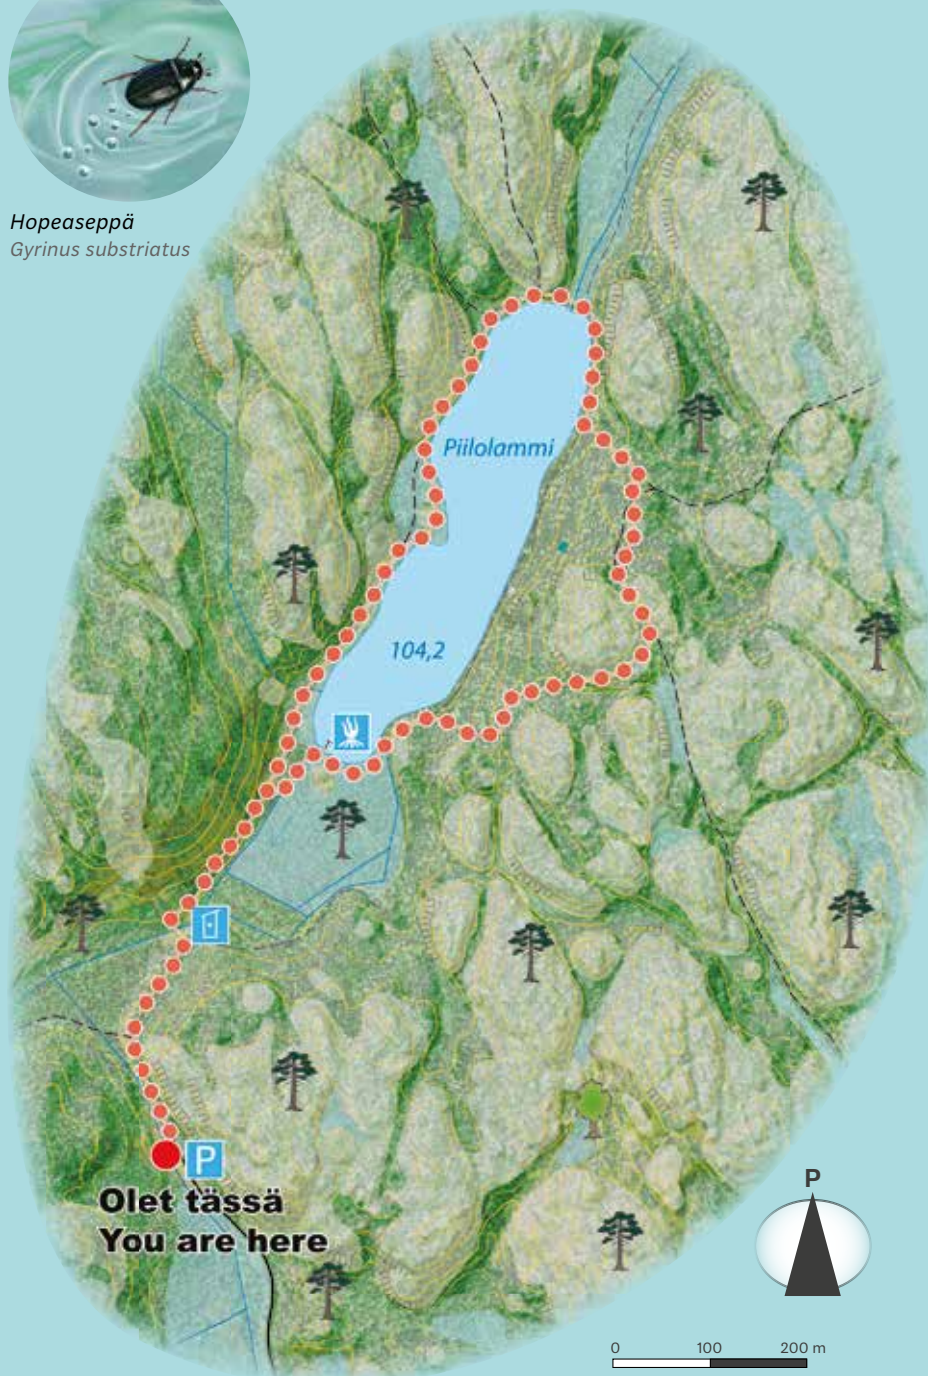 Hopeaseppä
Gyrinus substriatus
Piilolammi
104,2
P
Olet tässä
You are here
P
0 100 200 m